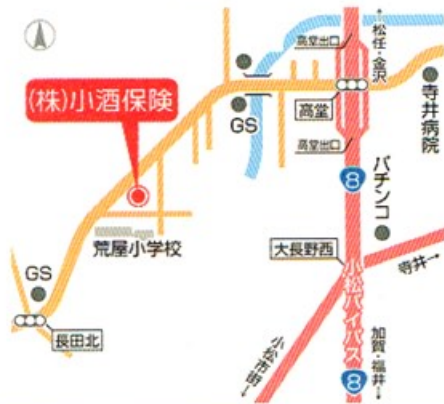 ←松任・金沢
高堂出口
(株)小酒保険
GS
高堂
寺井病院
高堂出口
8
パチンコ
荒屋小学校
大長野西
寺井→
GS
小松バイパス
長田北
小松市街→
加賀・福井→
8